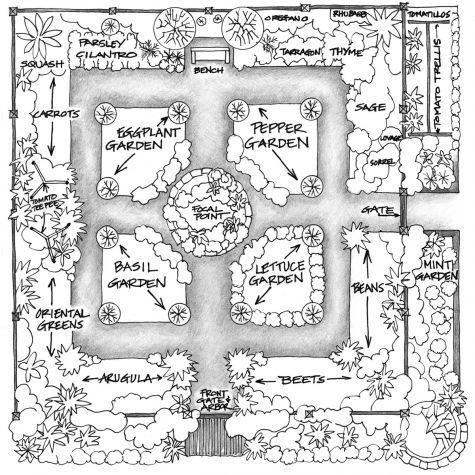 OREGANO
RHUBARB
TOMATILLOS
PARSLEY
CILANTRO
TARRAGON
THYME
SQUASH
BENCH
TOMATO TRELLIS
SAGE
CARROTS
EGGPLANT
GARDEN
PEPPER
GARDEN
LOVAGE
SORREL
TOMATO
TEEPEE
FOCAL
POINT
GATE
BASIL
GARDEN
LETTUCE
GARDEN
BEANS
MINT
GARDEN
ORIENTAL
GREENS
ARUGULA
BEETS
FRONT
GATE &
ARBOR